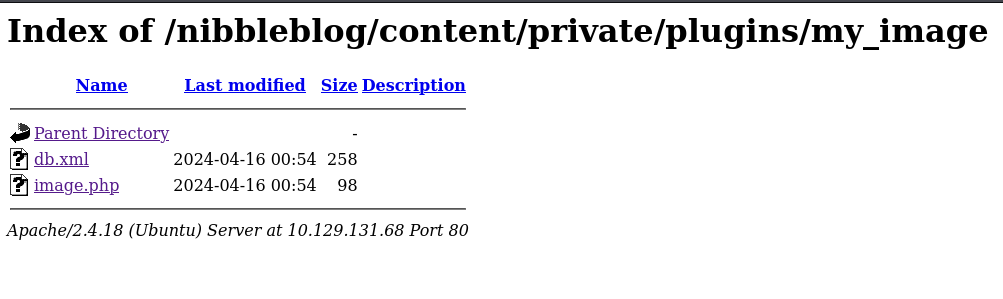 Index of /nibbleblog/content/private/plugins/my_image
Name Last modified Size Description
Parent Directory -
db.xml 2024-04-16 00:54 258
image.php 2024-04-16 00:54 98
Apache/2.4.18 (Ubuntu) Server at 10.129.131.68 Port 80